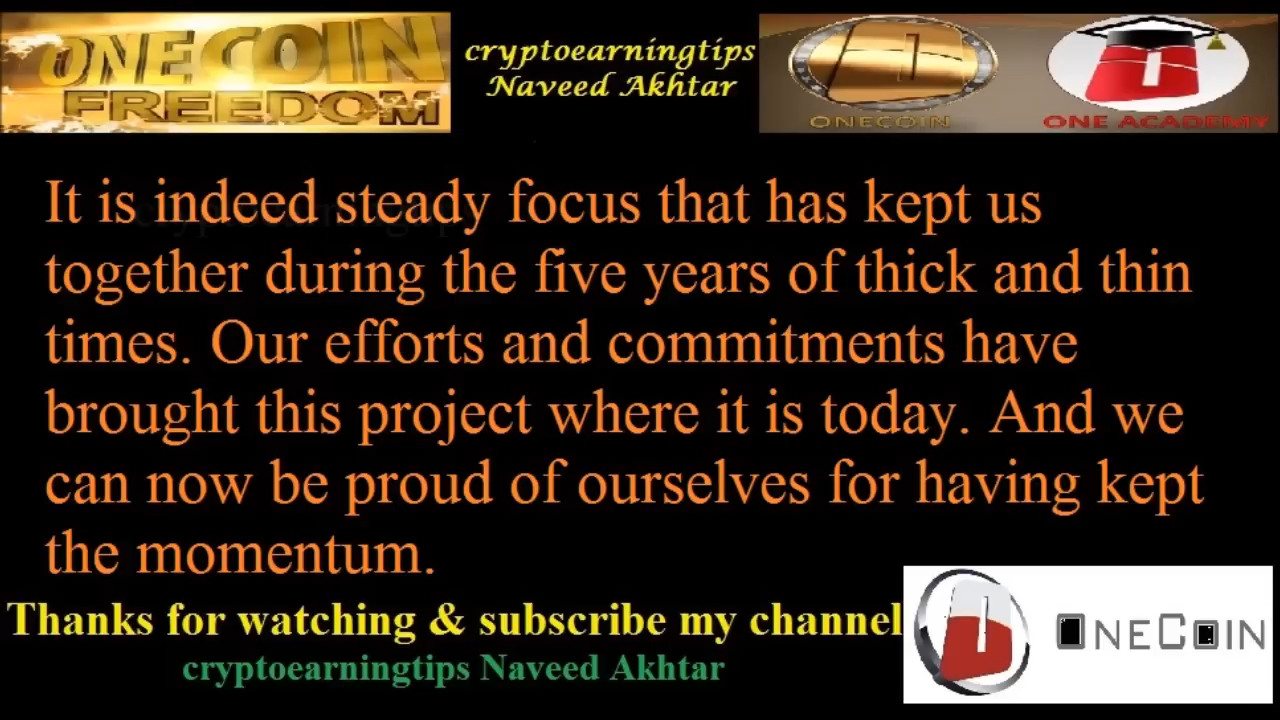 ONECOIN
FREEDOM
cryptoearningtips
Naveed Akhtar
ONECOIN
ONE ACADEMY
It is indeed steady focus that has kept us
together during the five years of thick and thin
times. Our efforts and commitments have
brought this project where it is today. And we
can now be proud of ourselves for having kept
the momentum.
Thanks for watching & subscribe my channel
cryptoearningtips Naveed Akhtar
ONECOIN